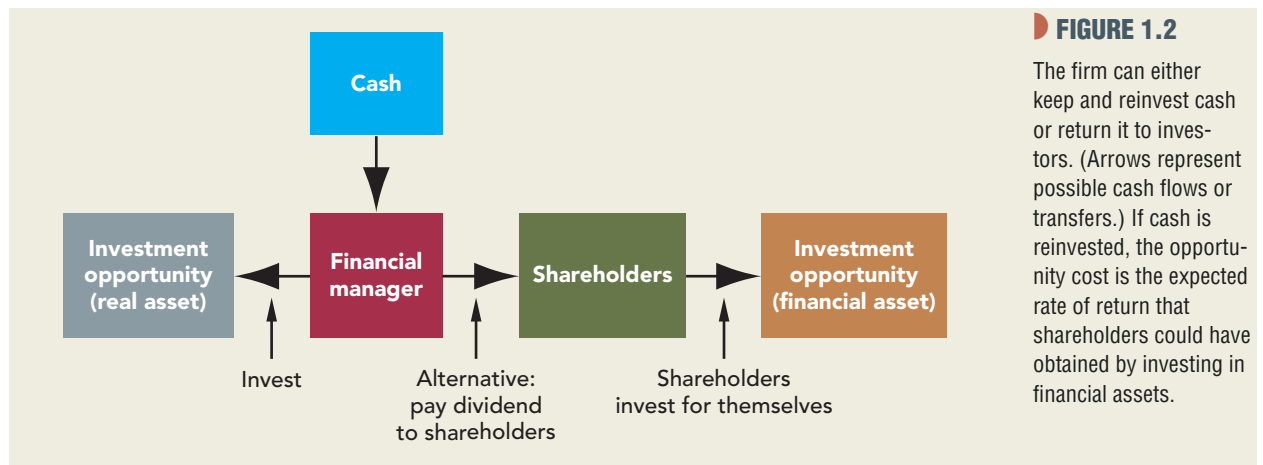 Cash
Investment
opportunity
(real asset)
Financial
manager
Shareholders
Investment
opportunity
(financial asset)
Invest
Alternative:
pay dividend
to shareholders
Shareholders
invest for themselves
FIGURE 1.2
The firm can either
keep and reinvest cash
or return it to inves-
tors. (Arrows represent
possible cash flows or
transfers.) If cash is
reinvested, the opportu-
nity cost is the expected
rate of return that
shareholders could have
obtained by investing in
financial assets.